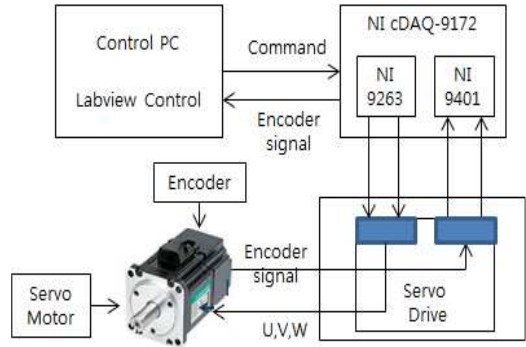 Control PC
Labview Control
Command
Encoder
signal
NI cDAQ-9172
NI
9263
NI
9401
Encoder
Encoder
signal
Servo
Motor
U,V,W
Servo
Drive